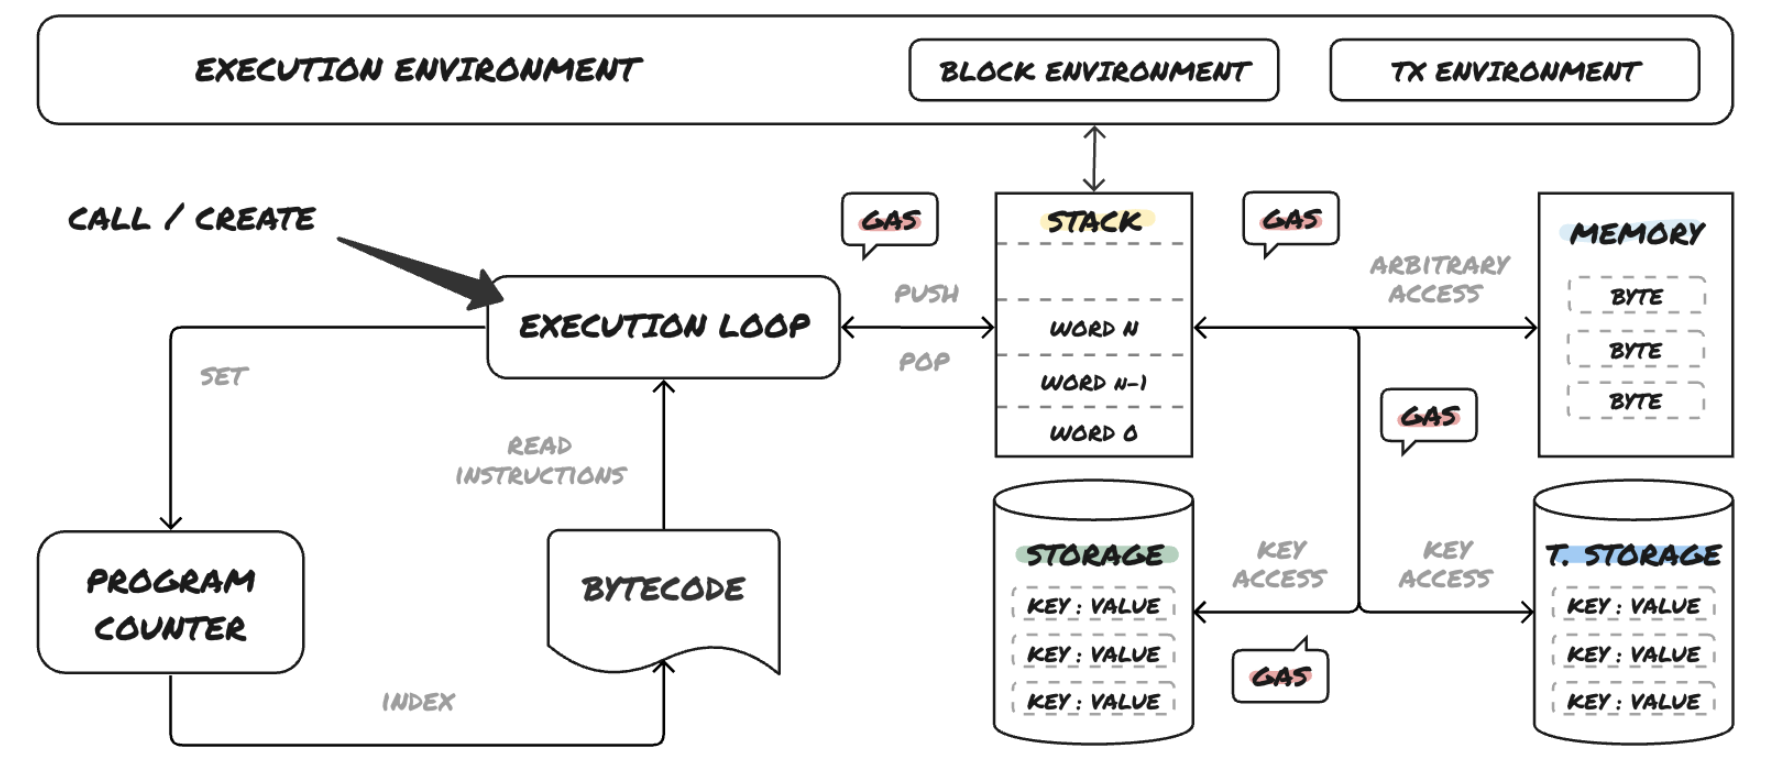 EXECUTION ENVIRONMENT
BLOCK ENVIRONMENT
TX ENVIRONMENT
CALL / CREATE
GAS
STACK
GAS
MEMORY
ARBITRARY
ACCESS
PUSH
BYTE
EXECUTION LOOP
WORD N
POP
BYTE
SET
WORD N-1
BYTE
GAS
WORD 0
READ
INSTRUCTIONS
STORAGE
KEY
ACCESS
KEY
ACCESS
T. STORAGE
PROGRAM
COUNTER
BYTECODE
KEY : VALUE
KEY : VALUE
KEY : VALUE
KEY : VALUE
KEY : VALUE
KEY : VALUE
GAS
INDEX